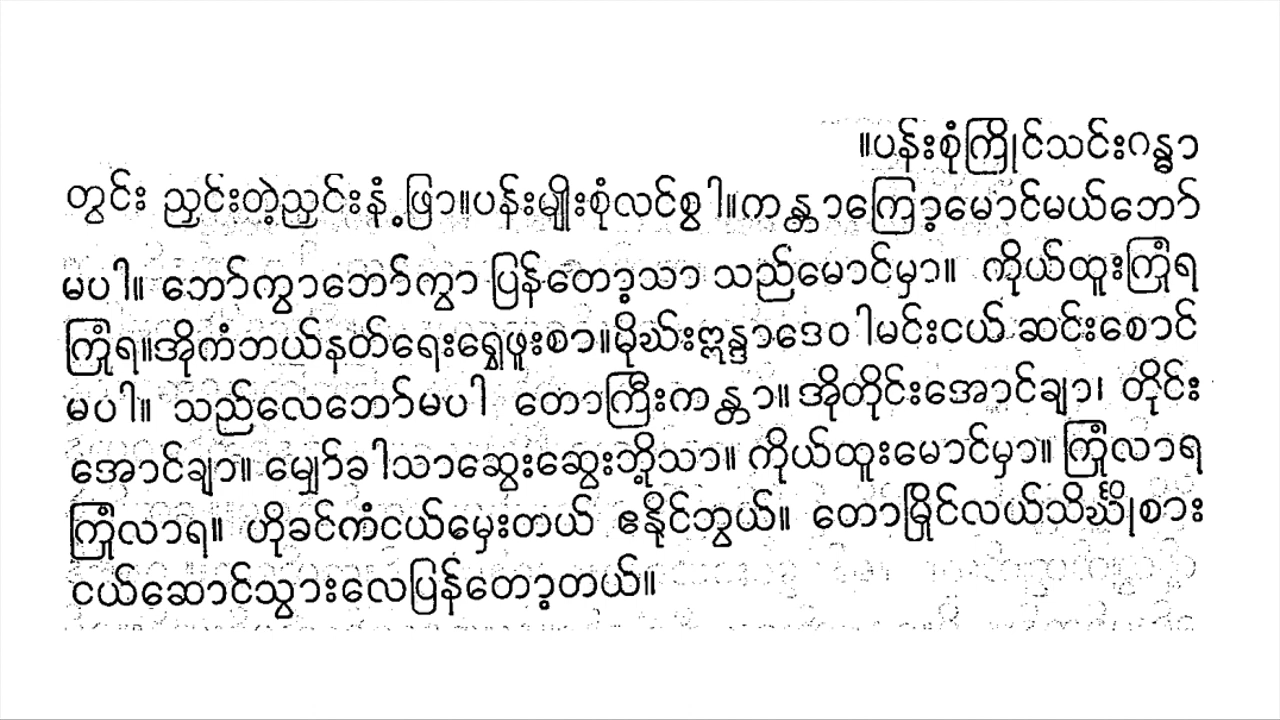 ။ပန်းစုံကြိုင်သင်းဂန္ဓာ
တွင်း ညှင်းတဲ့ညှင်းနံ့ဖြာ။ပန်းမျိုးစုံလင်စွာ။ကန္တာကြော့မောင်မယ်ဘော်
မပါ။ ဘော်ကွာဘော်ကွာ ပြန်တော့သာ သည်မောင်မှာ။ ကိုယ်ထူးကြုံရ
ကြုံရ။အိုကံဘယ်နတ်ရေးရွှေဖူးစာ။မိုဃ်းဣန္ဒာဒေဝါမင်းငယ် ဆင်းစောင်
မပါ။ သည်လေဘော်မပါ တောကြီးကန္တာ။ အိုတိုင်းအောင်ချာ၊ တိုင်း
အောင်ချာ။ မျှော်ခါသာဆွေးဆွေးဘို့သာ။ ကိုယ်ထူးမောင်မှာ။ ကြုံလာရ
ကြုံလာရ။ ဟိုခင်ကံငယ်မှေးတယ် ဧနိုင်ဘွယ်။ တောမြိုင်လယ်သိင်္ဃိုစား
ငယ်ဆောင်သွားလေပြန်တော့တယ်။